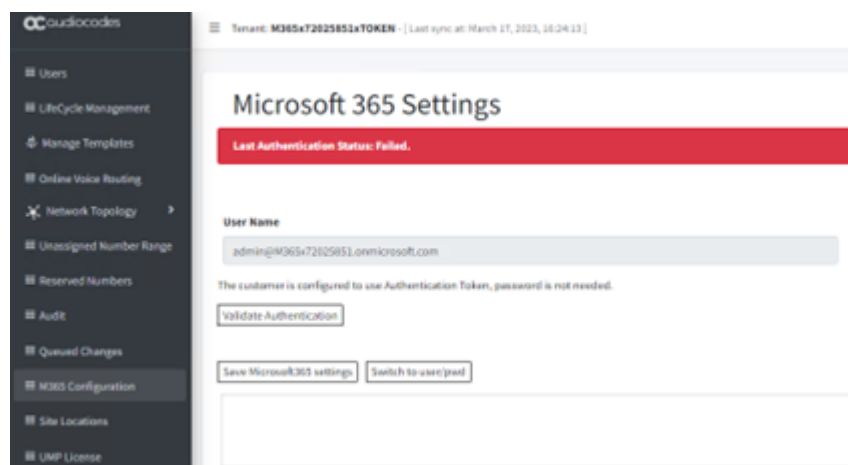 audiocodes
Tenant: M365x72025851xTOKEN - [ Last sync at: March 17, 2023, 16:24:13 ]
Users
LifeCycle Management
Manage Templates
Online Voice Routing
Network Topology
Unassigned Number Range
Reserved Numbers
Audit
Queued Changes
M365 Configuration
Site Locations
UMP License
Microsoft 365 Settings
Last Authentication Status: Failed.
User Name
admin@M365x72025851.onmicrosoft.com
The customer is configured to use Authentication Token, password is not needed.
Validate Authentication
Save Microsoft365 settings Switch to user/pwd